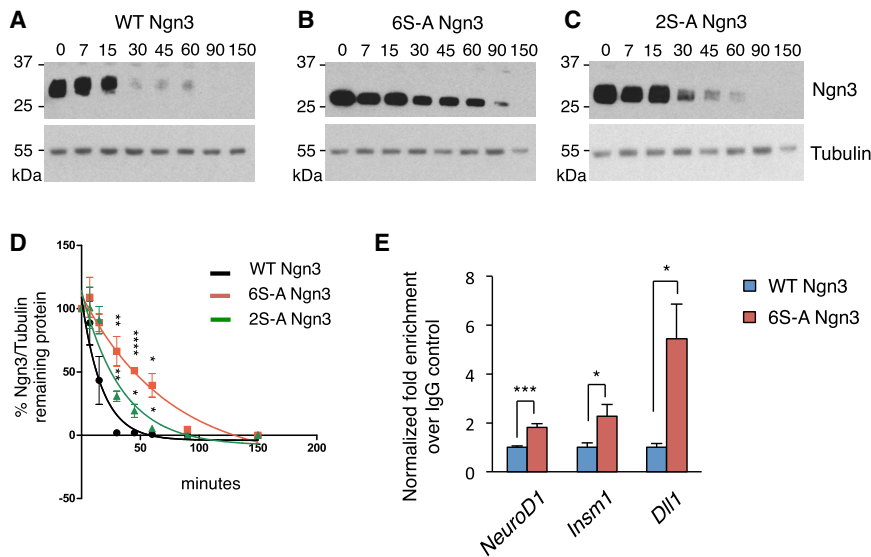 A
WT Ngn3
0 7 15 30 45 60 90 150
37
25
55
kDa
B
6S-A Ngn3
0 7 15 30 45 60 90 150
37
25
55
kDa
C
2S-A Ngn3
0 7 15 30 45 60 90 150
37
25
55
kDa
Ngn3
Tubulin
D
% Ngn3/Tubulin
remaining protein
150
100
50
0
-50
50 100 150 200
minutes
WT Ngn3
6S-A Ngn3
2S-A Ngn3
**
****
*
**
*
*
E
Normalized fold enrichment
over IgG control
8
6
4
2
0
***
*
*
NeuroD1
Insm1
Dll1
WT Ngn3
6S-A Ngn3